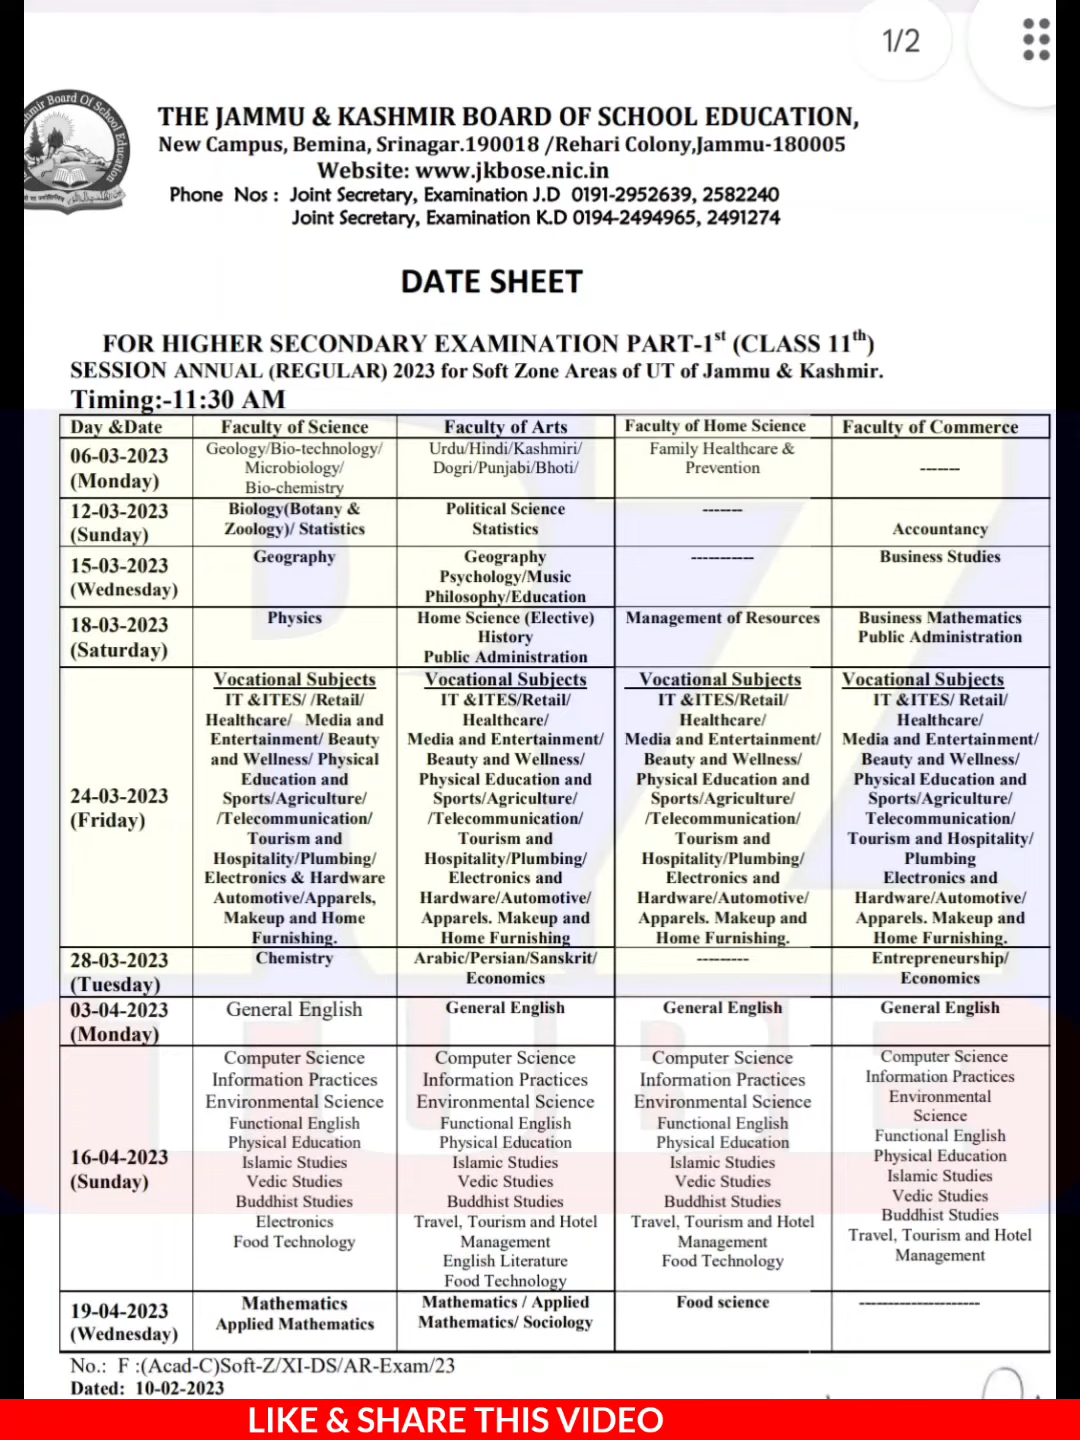 1/2
THE JAMMU & KASHMIR BOARD OF SCHOOL EDUCATION,
New Campus, Bemina, Srinagar.190018 /Rehari Colony,Jammu-180005
Website: www.jkbose.nic.in
Phone Nos : Joint Secretary, Examination J.D 0191-2952639, 2582240
Joint Secretary, Examination K.D 0194-2494965, 2491274
DATE SHEET
FOR HIGHER SECONDARY EXAMINATION PART-1st (CLASS 11th)
SESSION ANNUAL (REGULAR) 2023 for Soft Zone Areas of UT of Jammu & Kashmir.
Timing:-11:30 AM
Day &Date
Faculty of Science
Faculty of Arts
Faculty of Home Science
Faculty of Commerce
06-03-2023
(Monday)
Geology/Bio-technology/
Microbiology/
Bio-chemistry
Urdu/Hindi/Kashmiri/
Dogri/Punjabi/Bhoti/
Family Healthcare &
Prevention
-------
12-03-2023
(Sunday)
Biology(Botany &
Zoology)/ Statistics
Political Science
Statistics
-------
Accountancy
15-03-2023
(Wednesday)
Geography
Geography
Psychology/Music
Philosophy/Education
-----------
Business Studies
18-03-2023
(Saturday)
Physics
Home Science (Elective)
History
Public Administration
Management of Resources
Business Mathematics
Public Administration
24-03-2023
(Friday)
Vocational Subjects
IT &ITES/ /Retail/
Healthcare/ Media and
Entertainment/ Beauty
and Wellness/ Physical
Education and
Sports/Agriculture/
/Telecommunication/
Tourism and
Hospitality/Plumbing/
Electronics & Hardware
Automotive/Apparels,
Makeup and Home
Furnishing.
Vocational Subjects
IT &ITES/Retail/
Healthcare/
Media and Entertainment/
Beauty and Wellness/
Physical Education and
Sports/Agriculture/
/Telecommunication/
Tourism and
Hospitality/Plumbing/
Electronics and
Hardware/Automotive/
Apparels. Makeup and
Home Furnishing
Vocational Subjects
IT &ITES/Retail/
Healthcare/
Media and Entertainment/
Beauty and Wellness/
Physical Education and
Sports/Agriculture/
/Telecommunication/
Tourism and
Hospitality/Plumbing/
Electronics and
Hardware/Automotive/
Apparels. Makeup and
Home Furnishing.
Vocational Subjects
IT &ITES/ Retail/
Healthcare/
Media and Entertainment/
Beauty and Wellness/
Physical Education and
Sports/Agriculture/
Telecommunication/
Tourism and Hospitality/
Plumbing
Electronics and
Hardware/Automotive/
Apparels. Makeup and
Home Furnishing.
28-03-2023
(Tuesday)
Chemistry
Arabic/Persian/Sanskrit/
Economics
---------
Entrepreneurship/
Economics
03-04-2023
(Monday)
General English
General English
General English
General English
16-04-2023
(Sunday)
Computer Science
Information Practices
Environmental Science
Functional English
Physical Education
Islamic Studies
Vedic Studies
Buddhist Studies
Electronics
Food Technology
Computer Science
Information Practices
Environmental Science
Functional English
Physical Education
Islamic Studies
Vedic Studies
Buddhist Studies
Travel, Tourism and Hotel
Management
English Literature
Food Technology
Computer Science
Information Practices
Environmental Science
Functional English
Physical Education
Islamic Studies
Vedic Studies
Buddhist Studies
Travel, Tourism and Hotel
Management
Food Technology
Computer Science
Information Practices
Environmental
Science
Functional English
Physical Education
Islamic Studies
Vedic Studies
Buddhist Studies
Travel, Tourism and Hotel
Management
19-04-2023
(Wednesday)
Mathematics
Applied Mathematics
Mathematics / Applied
Mathematics/ Sociology
Food science
---------------------
No.: F :(Acad-C)Soft-Z/XI-DS/AR-Exam/23
Dated: 10-02-2023
LIKE & SHARE THIS VIDEO